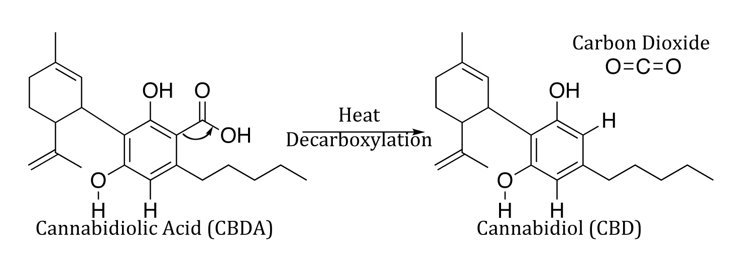 Carbon Dioxide
O=C=O
OH
O
OH
O
H
H
Heat
Decarboxylation
OH
H
O
H
H
Cannabidiolic Acid (CBDA)
Cannabidiol (CBD)